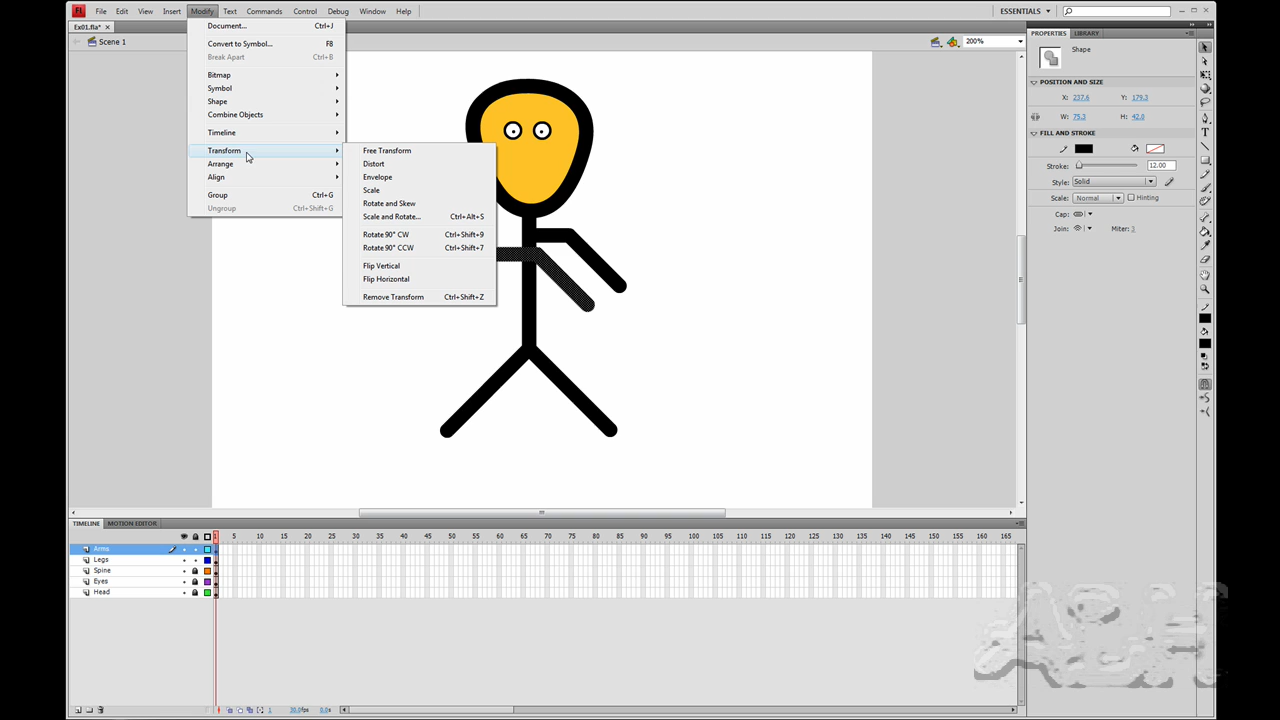 FL File Edit View Insert Modify Text Commands Control Debug Window Help ESSENTIALS
Ex01.fla* ×
Scene 1 200%
Document... Ctrl+J
Convert to Symbol... F8
Break Apart Ctrl+B
Bitmap
Symbol
Shape
Combine Objects
Timeline
Transform
Arrange
Align
Group Ctrl+G
Ungroup Ctrl+Shift+G
Free Transform
Distort
Envelope
Scale
Rotate and Skew
Scale and Rotate... Ctrl+Alt+S
Rotate 90° CW Ctrl+Shift+9
Rotate 90° CCW Ctrl+Shift+7
Flip Vertical
Flip Horizontal
Remove Transform Ctrl+Shift+Z
PROPERTIES LIBRARY
Shape
POSITION AND SIZE
X: 237.6 Y: 179.3
W: 75.3 H: 42.0
FILL AND STROKE
Stroke: 12.00
Style: Solid
Scale: Normal Hinting
Cap:
Join: Miter: 3
TIMELINE MOTION EDITOR
1 5 10 15 20 25 30 35 40 45 50 55 60 65 70 75 80 85 90 95 100 105 110 115 120 125 130 135 140 145 150 155 160 165
Arms
Legs
Spine
Eyes
Head
1 30.0fps 0.0s